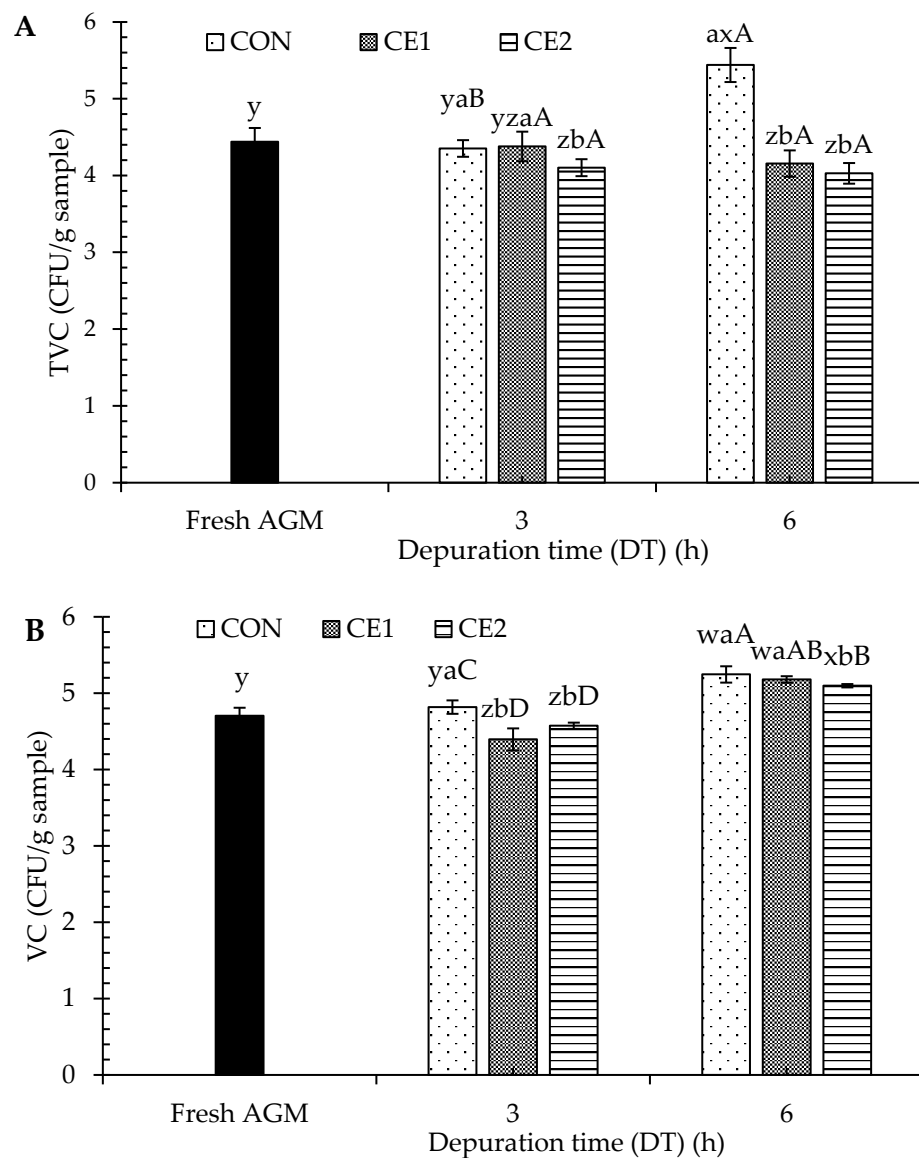 A
CON CE1 CE2
TVC (CFU/g sample)
6
5
4
3
2
1
0
y
yaB
yzaA
zbA
axA
zbA
zbA
Fresh AGM 3 6
Depuration time (DT) (h)
B
CON CE1 CE2
VC (CFU/g sample)
6
5
4
3
2
1
0
y
yaC
zbD
zbD
waA
waAB
xbB
Fresh AGM 3 6
Depuration time (DT) (h)